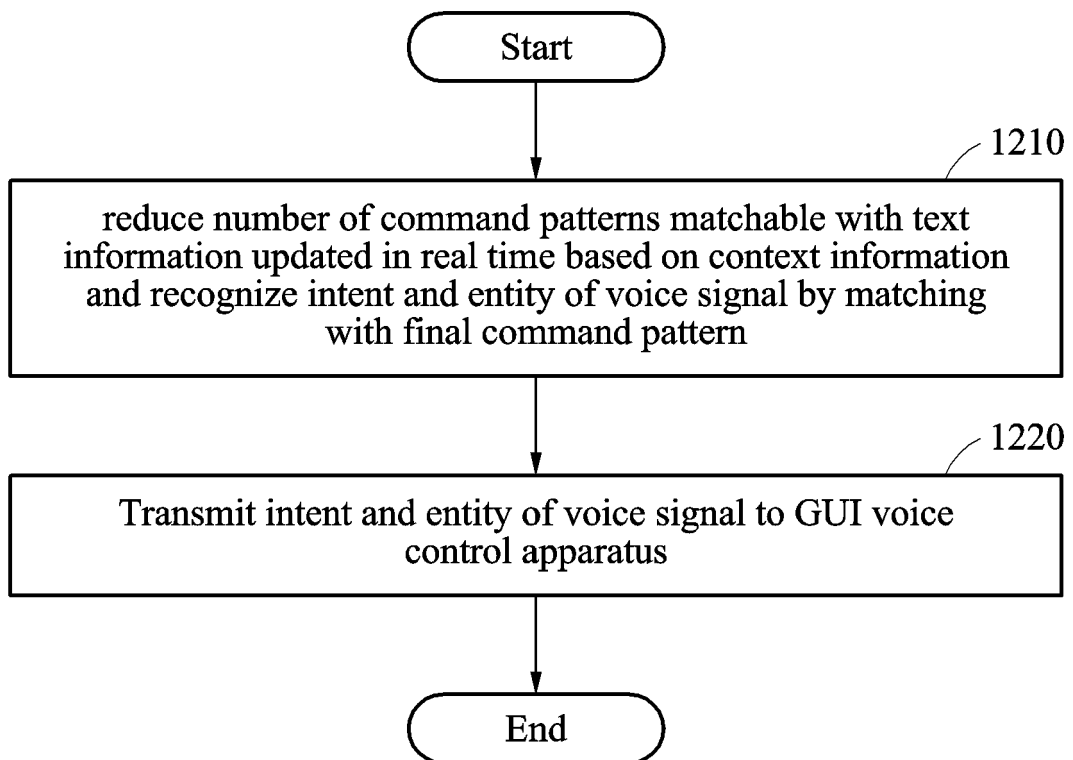 Start
1210
reduce number of command patterns matchable with text
information updated in real time based on context information
and recognize intent and entity of voice signal by matching
with final command pattern
1220
Transmit intent and entity of voice signal to GUI voice
control apparatus
End